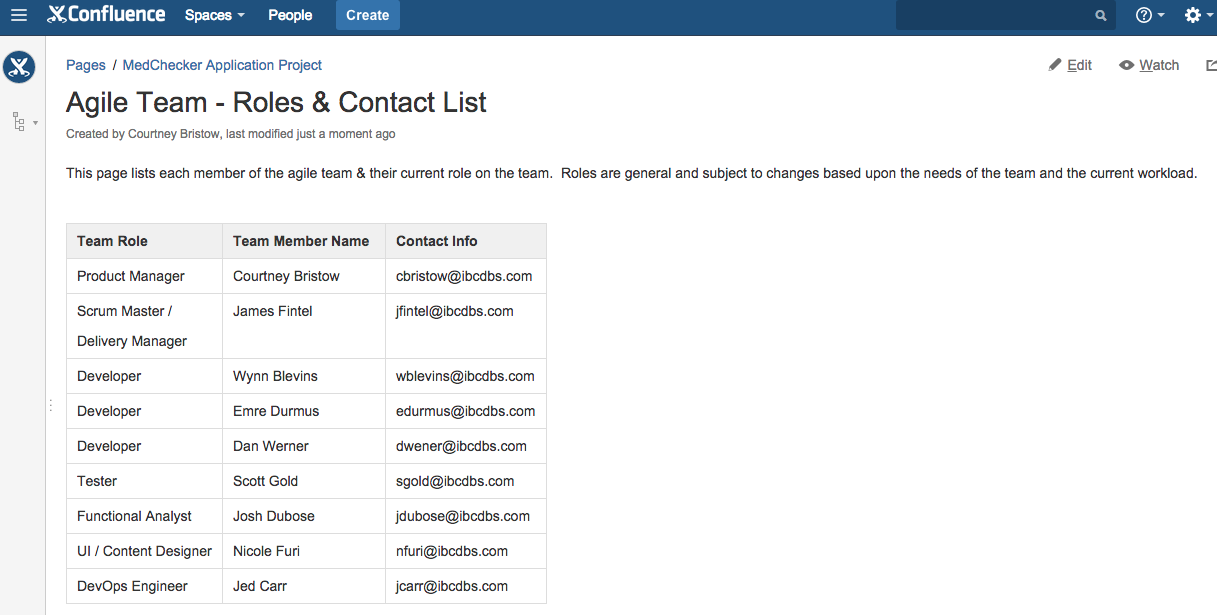 Confluence Spaces People Create
Pages / MedChecker Application Project
Edit Watch
Agile Team - Roles & Contact List
Created by Courtney Bristow, last modified just a moment ago
This page lists each member of the agile team & their current role on the team.  Roles are general and subject to changes based upon the needs of the team and the current workload.
Team Role Team Member Name Contact Info
Product Manager Courtney Bristow cbristow@ibcdbs.com
Scrum Master / James Fintel jfintel@ibcdbs.com
Delivery Manager
Developer Wynn Blevins wblevins@ibcdbs.com
Developer Emre Durmus edurmus@ibcdbs.com
Developer Dan Werner dwener@ibcdbs.com
Tester Scott Gold sgold@ibcdbs.com
Functional Analyst Josh Dubose jdubose@ibcdbs.com
UI / Content Designer Nicole Furi nfuri@ibcdbs.com
DevOps Engineer Jed Carr jcarr@ibcdbs.com